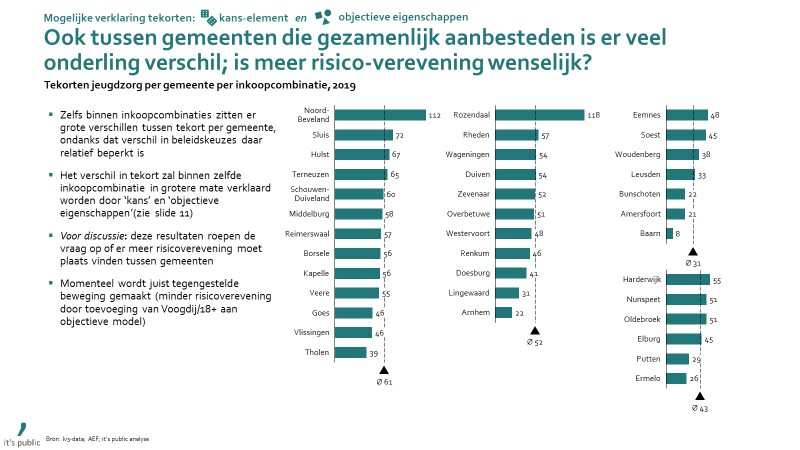 Mogelijke verklaring tekorten: kans-element en objectieve eigenschappen
Ook tussen gemeenten die gezamenlijk aanbesteden is er veel
onderling verschil; is meer risico-verevening wenselijk?
Tekorten jeugdzorg per gemeente per inkoopcombinatie, 2019
Zelfs binnen inkoopcombinaties zitten er
grote verschillen tussen tekort per gemeente,
ondanks dat verschil in beleidskeuzes daar
relatief beperkt is
Het verschil in tekort zal binnen zelfde
inkoopcombinatie in grotere mate verklaard
worden door ‘kans’ en ‘objectieve
eigenschappen’(zie slide 11)
Voor discussie: deze resultaten roepen de
vraag op of er meer risicoverevening moet
plaats vinden tussen gemeenten
Momenteel wordt juist tegengestelde
beweging gemaakt (minder risicoverevening
door toevoeging van Voogdij/18+ aan
objectieve model)
Noord-
Beveland 112
Sluis 72
Hulst 67
Terneuzen 65
Schouwen-
Duiveland 60
Middelburg 58
Reimerswaal 57
Borsele 56
Kapelle 56
Veere 55
Goes 46
Vlissingen 46
Tholen 39
Ø 61
Rozendaal 118
Rheden 57
Wageningen 54
Duiven 54
Zevenaar 52
Overbetuwe 51
Westervoort 48
Renkum 46
Doesburg 41
Lingewaard 31
Arnhem 22
Ø 52
Eemnes 48
Soest 45
Woudenberg 38
Leusden 33
Bunschoten 22
Amersfoort 21
Baarn 8
Ø 31
Harderwijk 55
Nunspeet 51
Oldebroek 51
Elburg 45
Putten 29
Ermelo 26
Ø 43
it's public
Bron: Iv3-data; AEF; it's public analyse